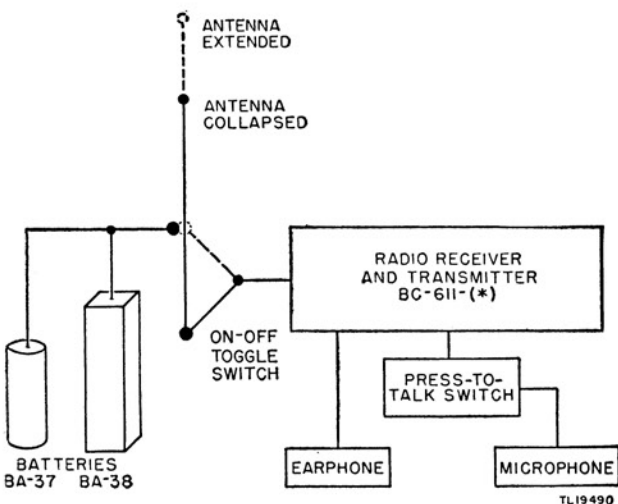 ANTENNA
EXTENDED
ANTENNA
COLLAPSED
RADIO RECEIVER
AND TRANSMITTER
BC-611-(*)
ON-OFF
TOGGLE
SWITCH
PRESS-TO-
TALK SWITCH
BATTERIES
BA-37 BA-38
EARPHONE
MICROPHONE
TL19490